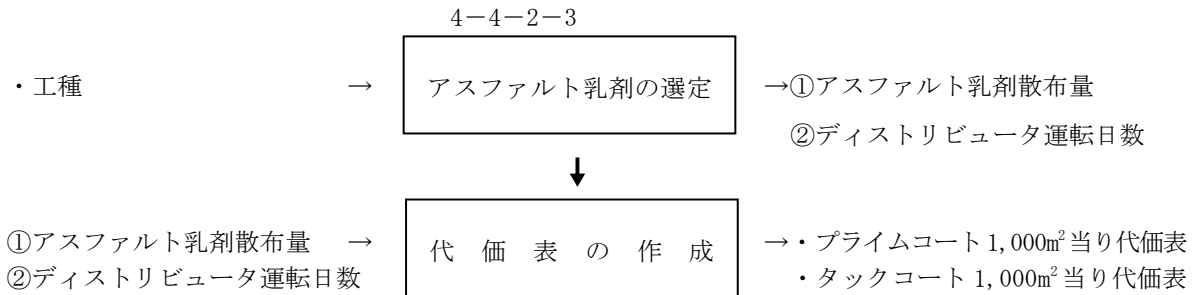 4－4－2－3
・工種 → アスファルト乳剤の選定 →①アスファルト乳剤散布量
②ディストリビュータ運転日数
①アスファルト乳剤散布量 → 代 価 表 の 作 成 →・プライムコート 1,000m²当り代価表
②ディストリビュータ運転日数 ・タックコート 1,000m²当り代価表